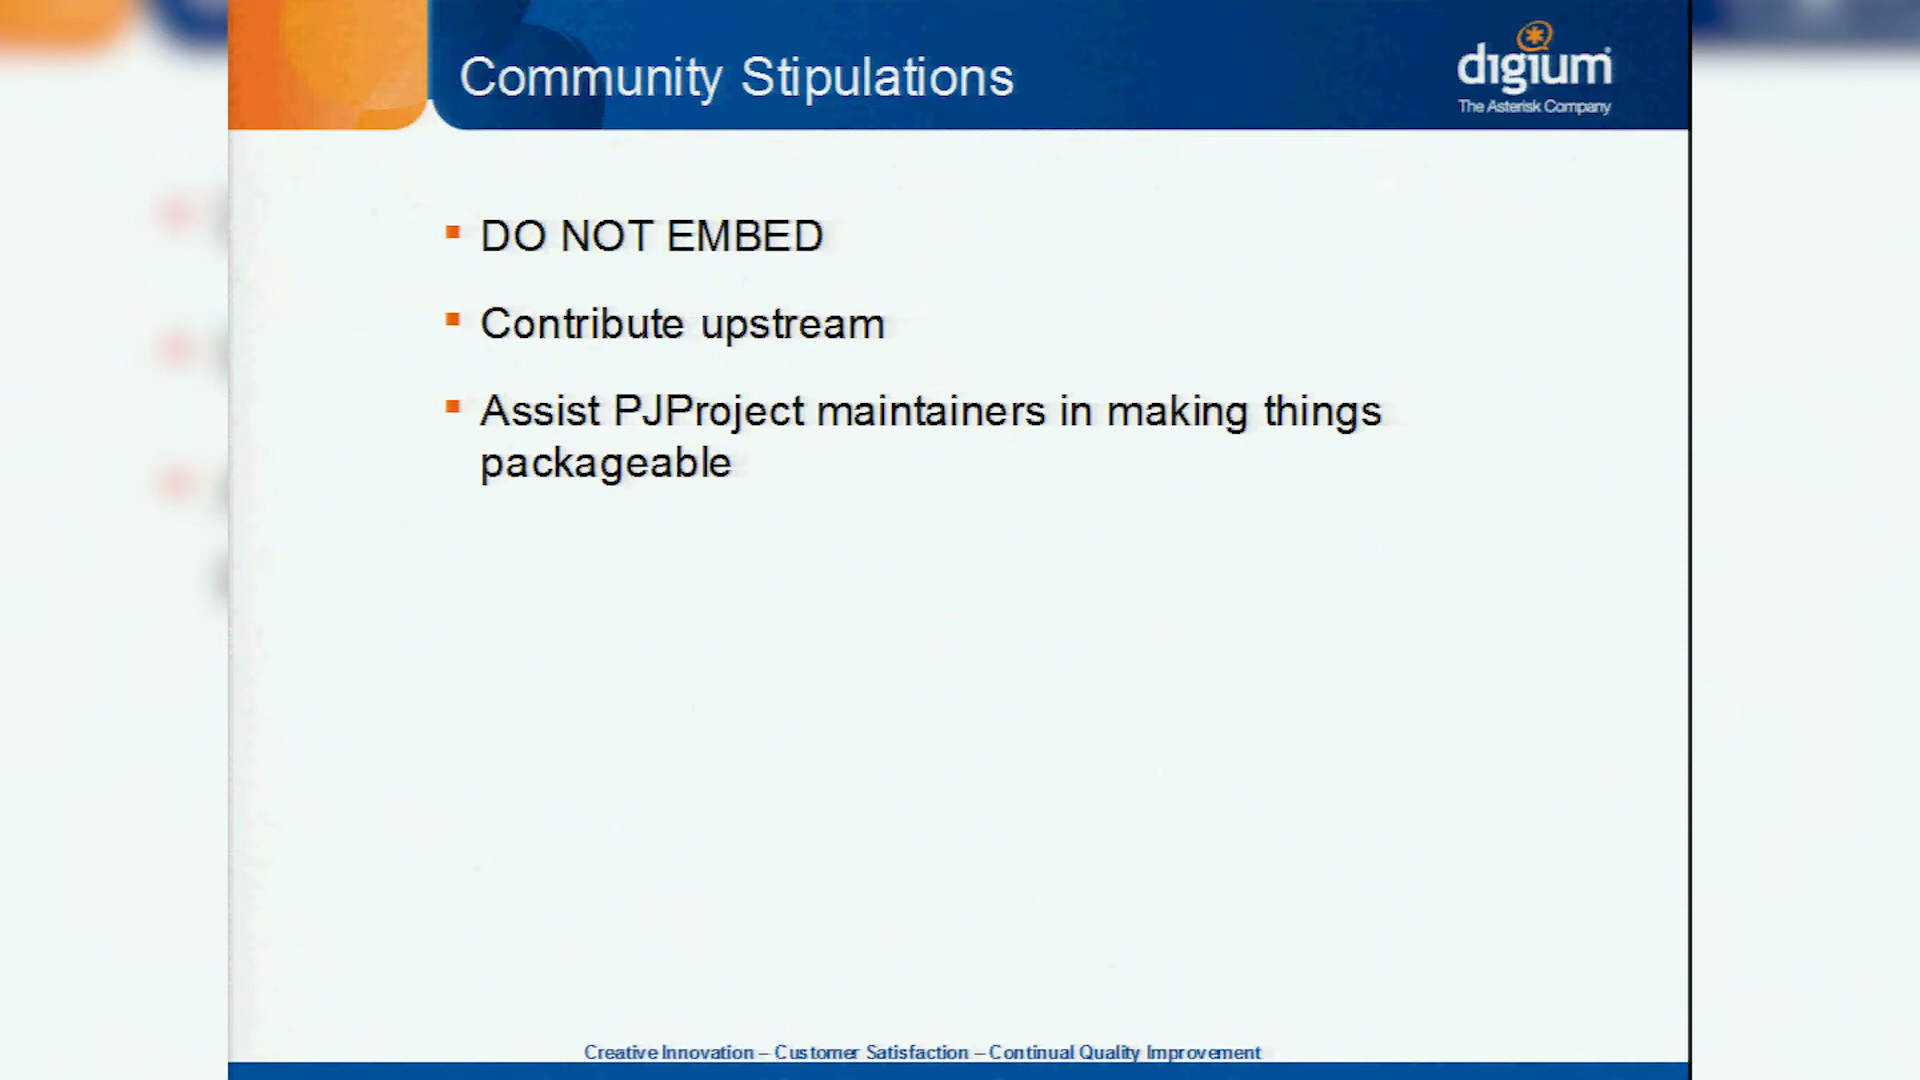 Community Stipulations
digium
The Asterisk Company
DO NOT EMBED
Contribute upstream
Assist PJProject maintainers in making things
packageable
Creative Innovation – Customer Satisfaction – Continual Quality Improvement